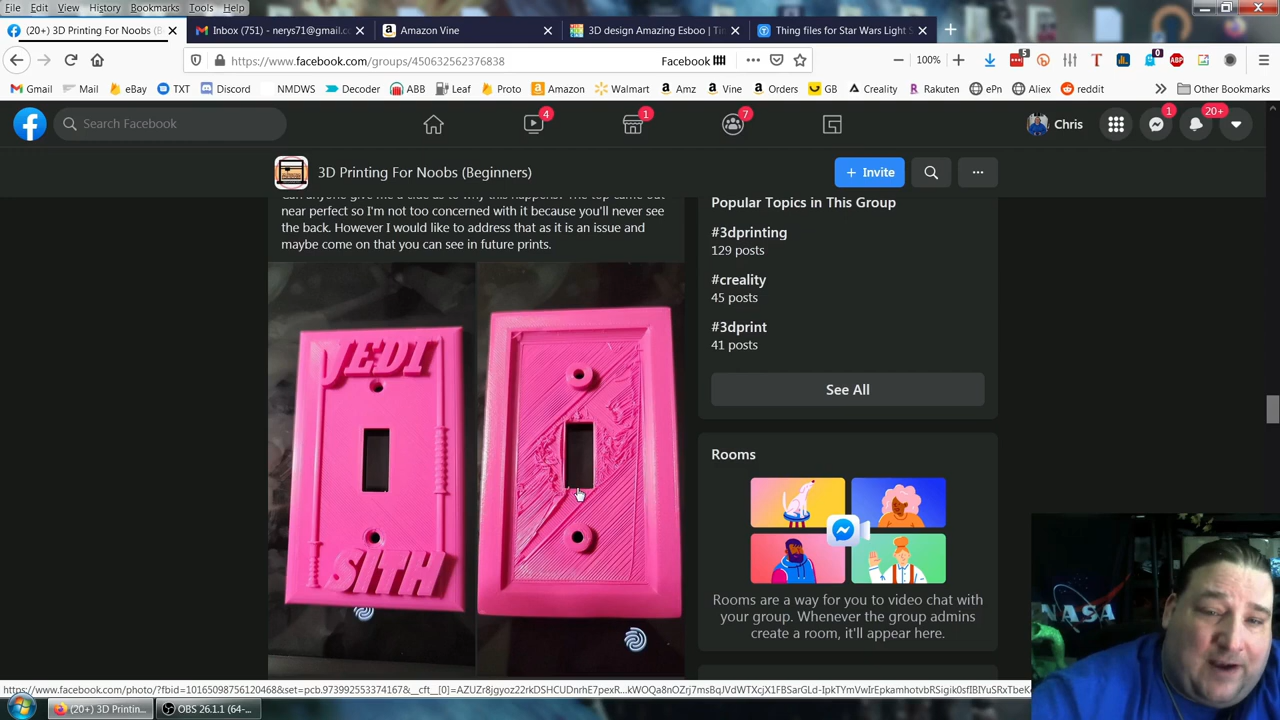 File Edit View History Bookmarks Tools Help
(20+) 3D Printing For Noobs (Be
Inbox (751) - nerys71@gmail.co
Amazon Vine
3D design Amazing Esboo | Tin
Thing files for Star Wars Light S
https://www.facebook.com/groups/450632562376838
Facebook
100%
5
0
ABP
Gmail Mail eBay TXT Discord NMDWS Decoder ABB Leaf Proto Amazon Walmart Amz Vine Orders GB Creality Rakuten ePn Aliex reddit Other Bookmarks
Search Facebook
4
1
7
Chris
1
20+
3D Printing For Noobs (Beginners)
+ Invite
near perfect so I'm not too concerned with it because you'll never see
the back. However I would like to address that as it is an issue and
maybe come on that you can see in future prints.
JEDI
SITH
Popular Topics in This Group
#3dprinting
129 posts
#creality
45 posts
#3dprint
41 posts
See All
Rooms
Rooms are a way for you to video chat with
your group. Whenever the group admins
create a room, it'll appear here.
NASA
(20+) 3D Printin...
OBS 26.1.1 (64-...